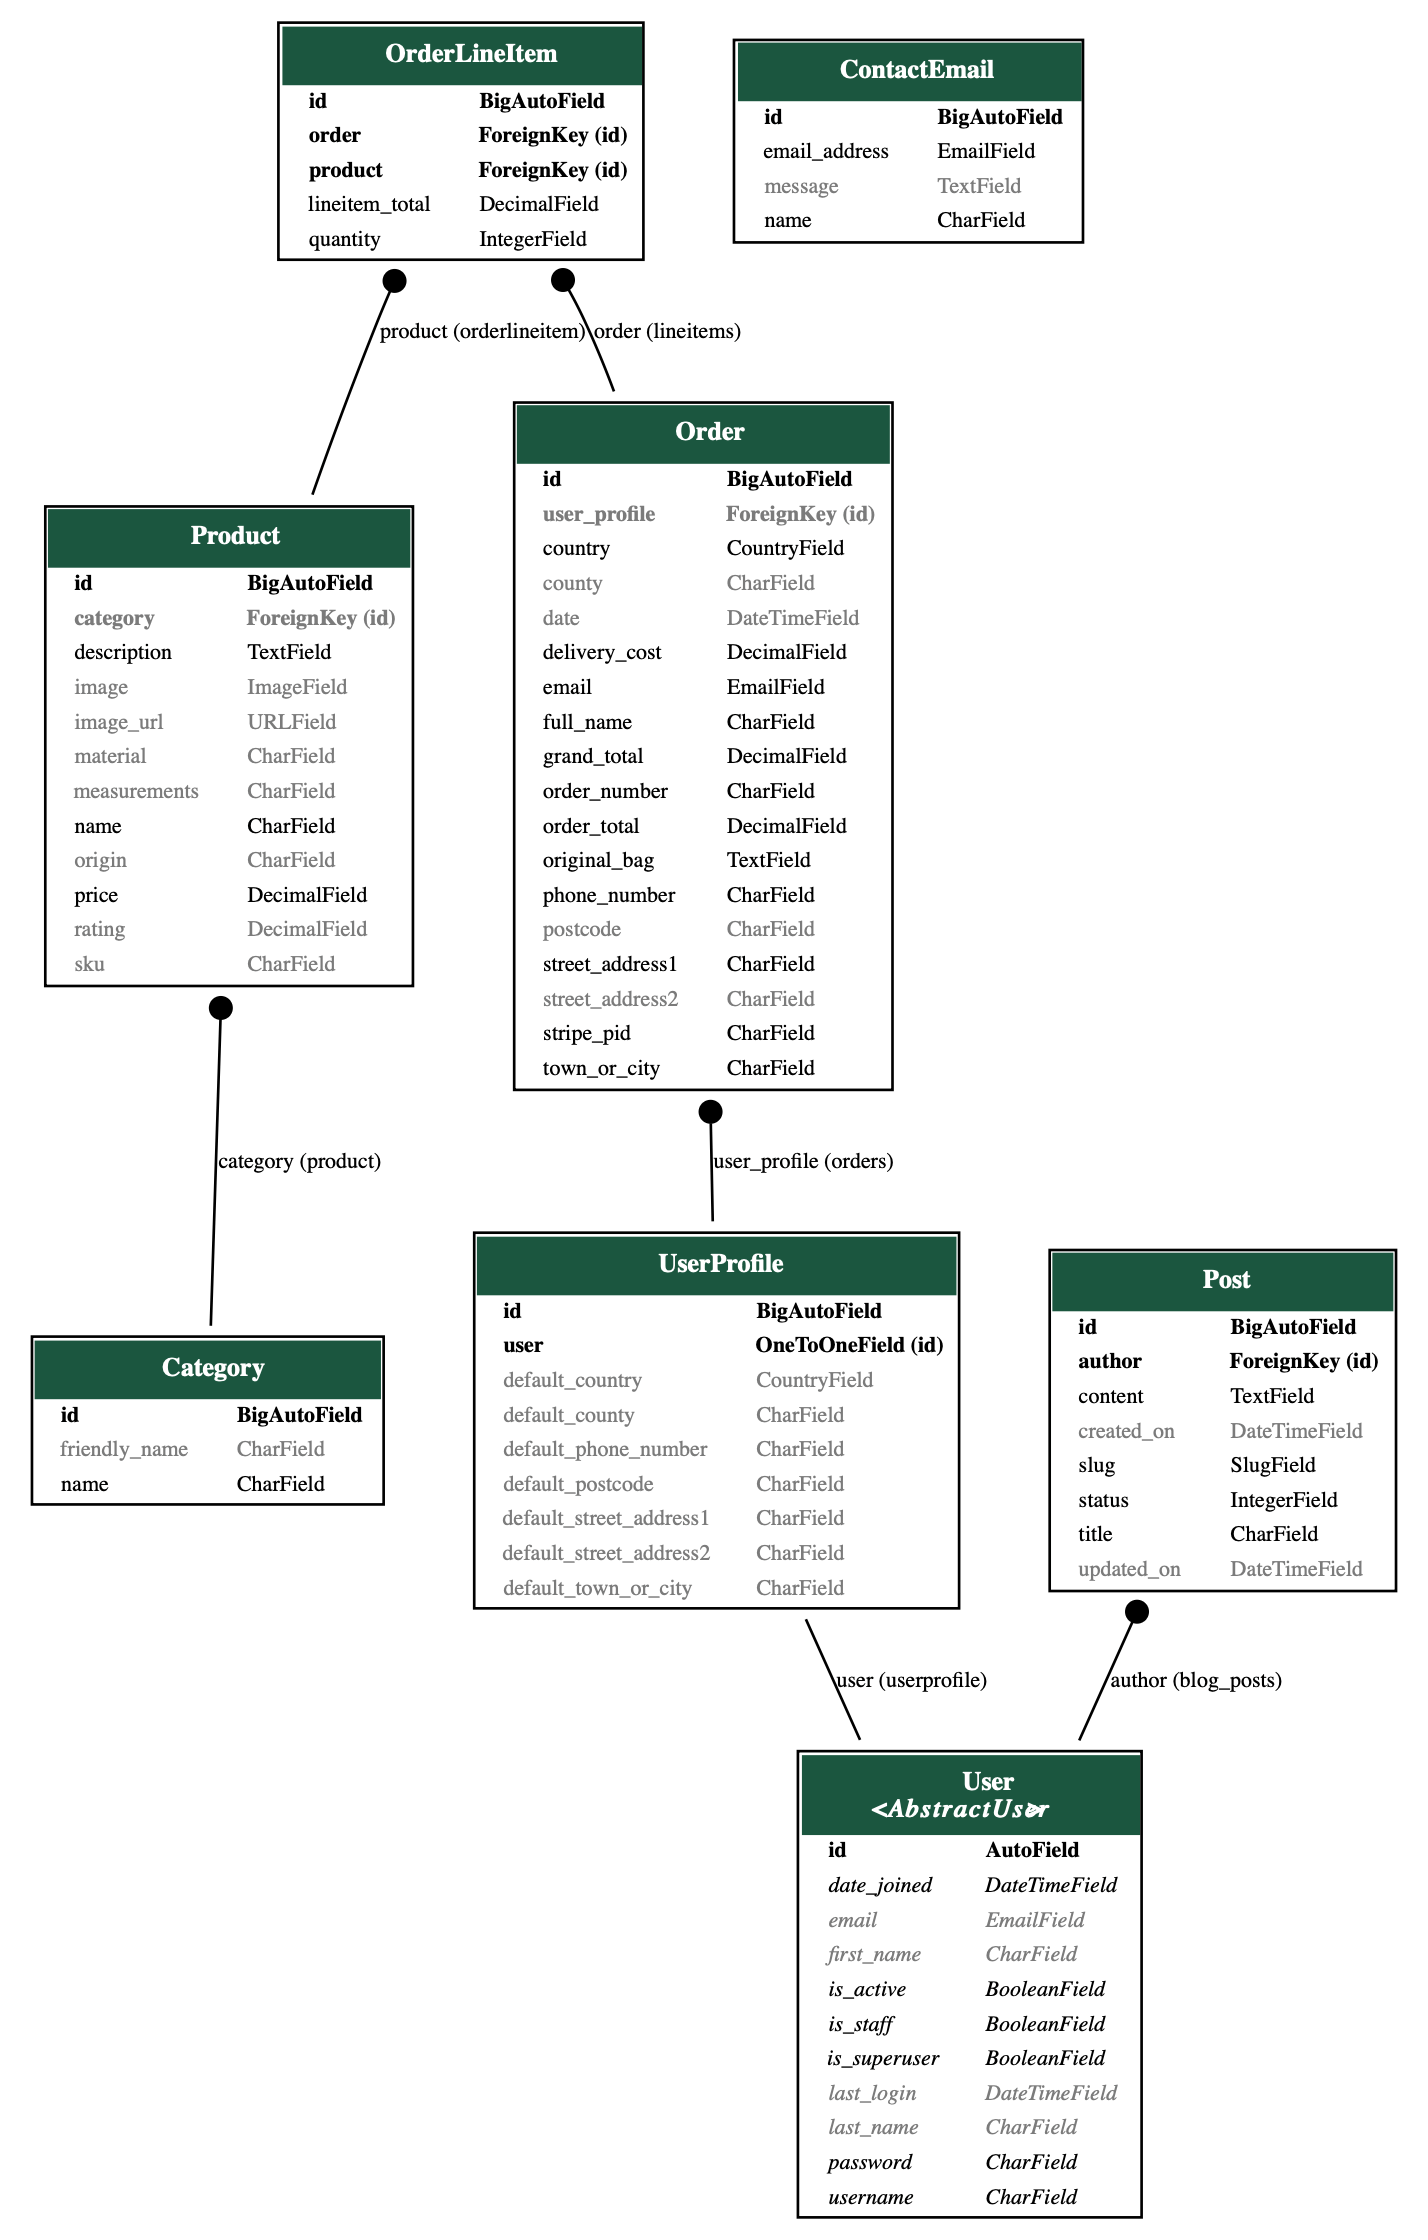 OrderLineItem
id BigAutoField
order ForeignKey (id)
product ForeignKey (id)
lineitem_total DecimalField
quantity IntegerField
ContactEmail
id BigAutoField
email_address EmailField
message TextField
name CharField
product (orderlineitem)
order (lineitems)
Order
id BigAutoField
user_profile ForeignKey (id)
country CountryField
county CharField
date DateTimeField
delivery_cost DecimalField
email EmailField
full_name CharField
grand_total DecimalField
order_number CharField
order_total DecimalField
original_bag TextField
phone_number CharField
postcode CharField
street_address1 CharField
street_address2 CharField
stripe_pid CharField
town_or_city CharField
Product
id BigAutoField
category ForeignKey (id)
description TextField
image ImageField
image_url URLField
material CharField
measurements CharField
name CharField
origin CharField
price DecimalField
rating DecimalField
sku CharField
category (product)
user_profile (orders)
Category
id BigAutoField
friendly_name CharField
name CharField
UserProfile
id BigAutoField
user OneToOneField (id)
default_country CountryField
default_county CharField
default_phone_number CharField
default_postcode CharField
default_street_address1 CharField
default_street_address2 CharField
default_town_or_city CharField
Post
id BigAutoField
author ForeignKey (id)
content TextField
created_on DateTimeField
slug SlugField
status IntegerField
title CharField
updated_on DateTimeField
user (userprofile)
author (blog_posts)
User
<AbstractUser>
id AutoField
date_joined DateTimeField
email EmailField
first_name CharField
is_active BooleanField
is_staff BooleanField
is_superuser BooleanField
last_login DateTimeField
last_name CharField
password CharField
username CharField